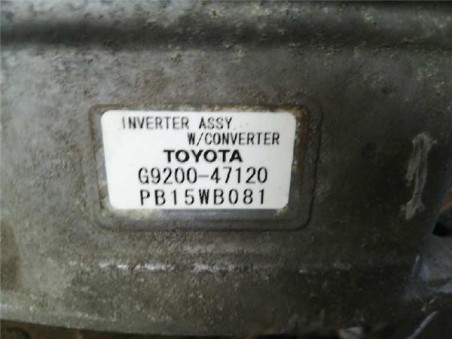 INVERTER ASSY
W/CONVERTER
TOYOTA
G9200-47120
PB15WB081